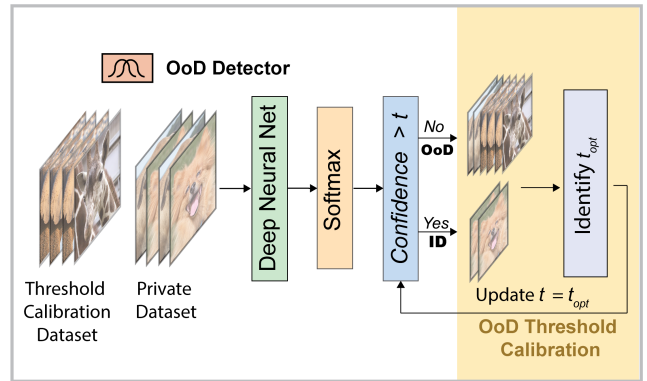 OoD Detector
Threshold
Calibration
Dataset
Private
Dataset
Deep Neural Net
Softmax
Confidence > t
No
OoD
Yes
ID
Identify t_opt
Update t = t_opt
OoD Threshold
Calibration